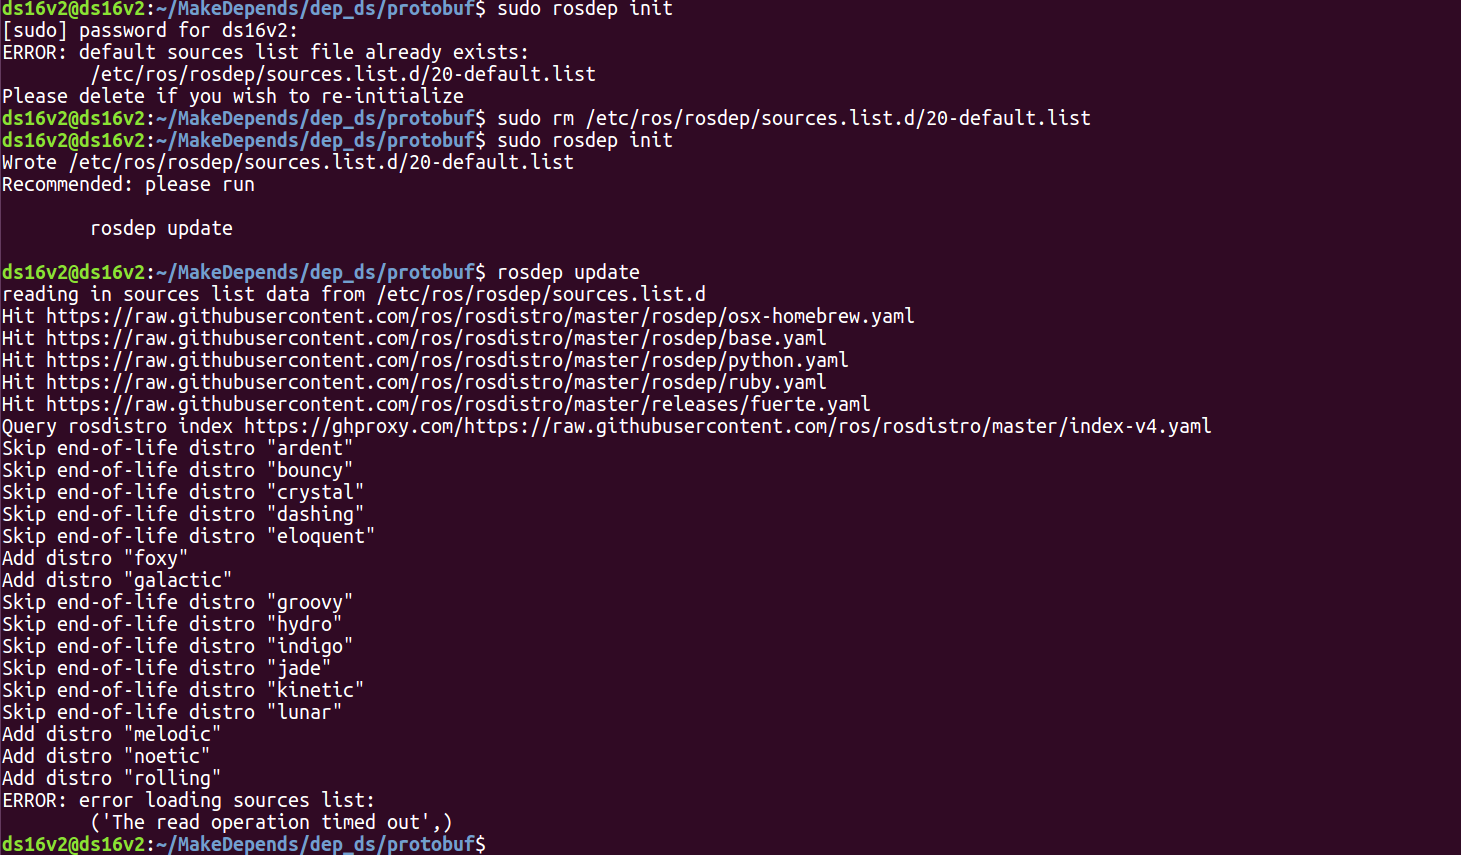 ds16v2@ds16v2:~/MakeDepends/dep_ds/protobuf$ sudo rosdep init
[sudo] password for ds16v2:
ERROR: default sources list file already exists:
        /etc/ros/rosdep/sources.list.d/20-default.list
Please delete if you wish to re-initialize
ds16v2@ds16v2:~/MakeDepends/dep_ds/protobuf$ sudo rm /etc/ros/rosdep/sources.list.d/20-default.list
ds16v2@ds16v2:~/MakeDepends/dep_ds/protobuf$ sudo rosdep init
Wrote /etc/ros/rosdep/sources.list.d/20-default.list
Recommended: please run

        rosdep update

ds16v2@ds16v2:~/MakeDepends/dep_ds/protobuf$ rosdep update
reading in sources list data from /etc/ros/rosdep/sources.list.d
Hit https://raw.githubusercontent.com/ros/rosdistro/master/rosdep/osx-homebrew.yaml
Hit https://raw.githubusercontent.com/ros/rosdistro/master/rosdep/base.yaml
Hit https://raw.githubusercontent.com/ros/rosdistro/master/rosdep/python.yaml
Hit https://raw.githubusercontent.com/ros/rosdistro/master/rosdep/ruby.yaml
Hit https://raw.githubusercontent.com/ros/rosdistro/master/releases/fuerte.yaml
Query rosdistro index https://ghproxy.com/https://raw.githubusercontent.com/ros/rosdistro/master/index-v4.yaml
Skip end-of-life distro "ardent"
Skip end-of-life distro "bouncy"
Skip end-of-life distro "crystal"
Skip end-of-life distro "dashing"
Skip end-of-life distro "eloquent"
Add distro "foxy"
Add distro "galactic"
Skip end-of-life distro "groovy"
Skip end-of-life distro "hydro"
Skip end-of-life distro "indigo"
Skip end-of-life distro "jade"
Skip end-of-life distro "kinetic"
Skip end-of-life distro "lunar"
Add distro "melodic"
Add distro "noetic"
Add distro "rolling"
ERROR: error loading sources list:
        ('The read operation timed out',)
ds16v2@ds16v2:~/MakeDepends/dep_ds/protobuf$